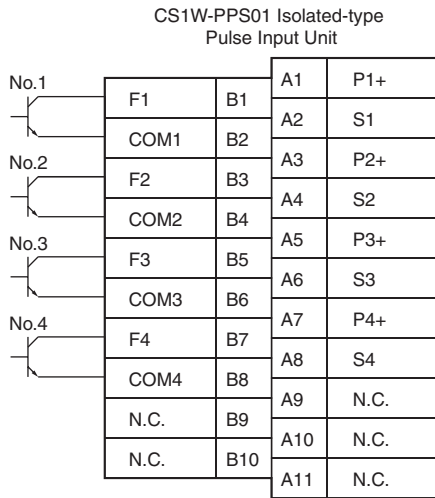 CS1W-PPS01 Isolated-type
Pulse Input Unit
No.1
F1 B1
COM1 B2
No.2
F2 B3
COM2 B4
No.3
F3 B5
COM3 B6
No.4
F4 B7
COM4 B8
N.C. B9
N.C. B10
A1 P1+
A2 S1
A3 P2+
A4 S2
A5 P3+
A6 S3
A7 P4+
A8 S4
A9 N.C.
A10 N.C.
A11 N.C.